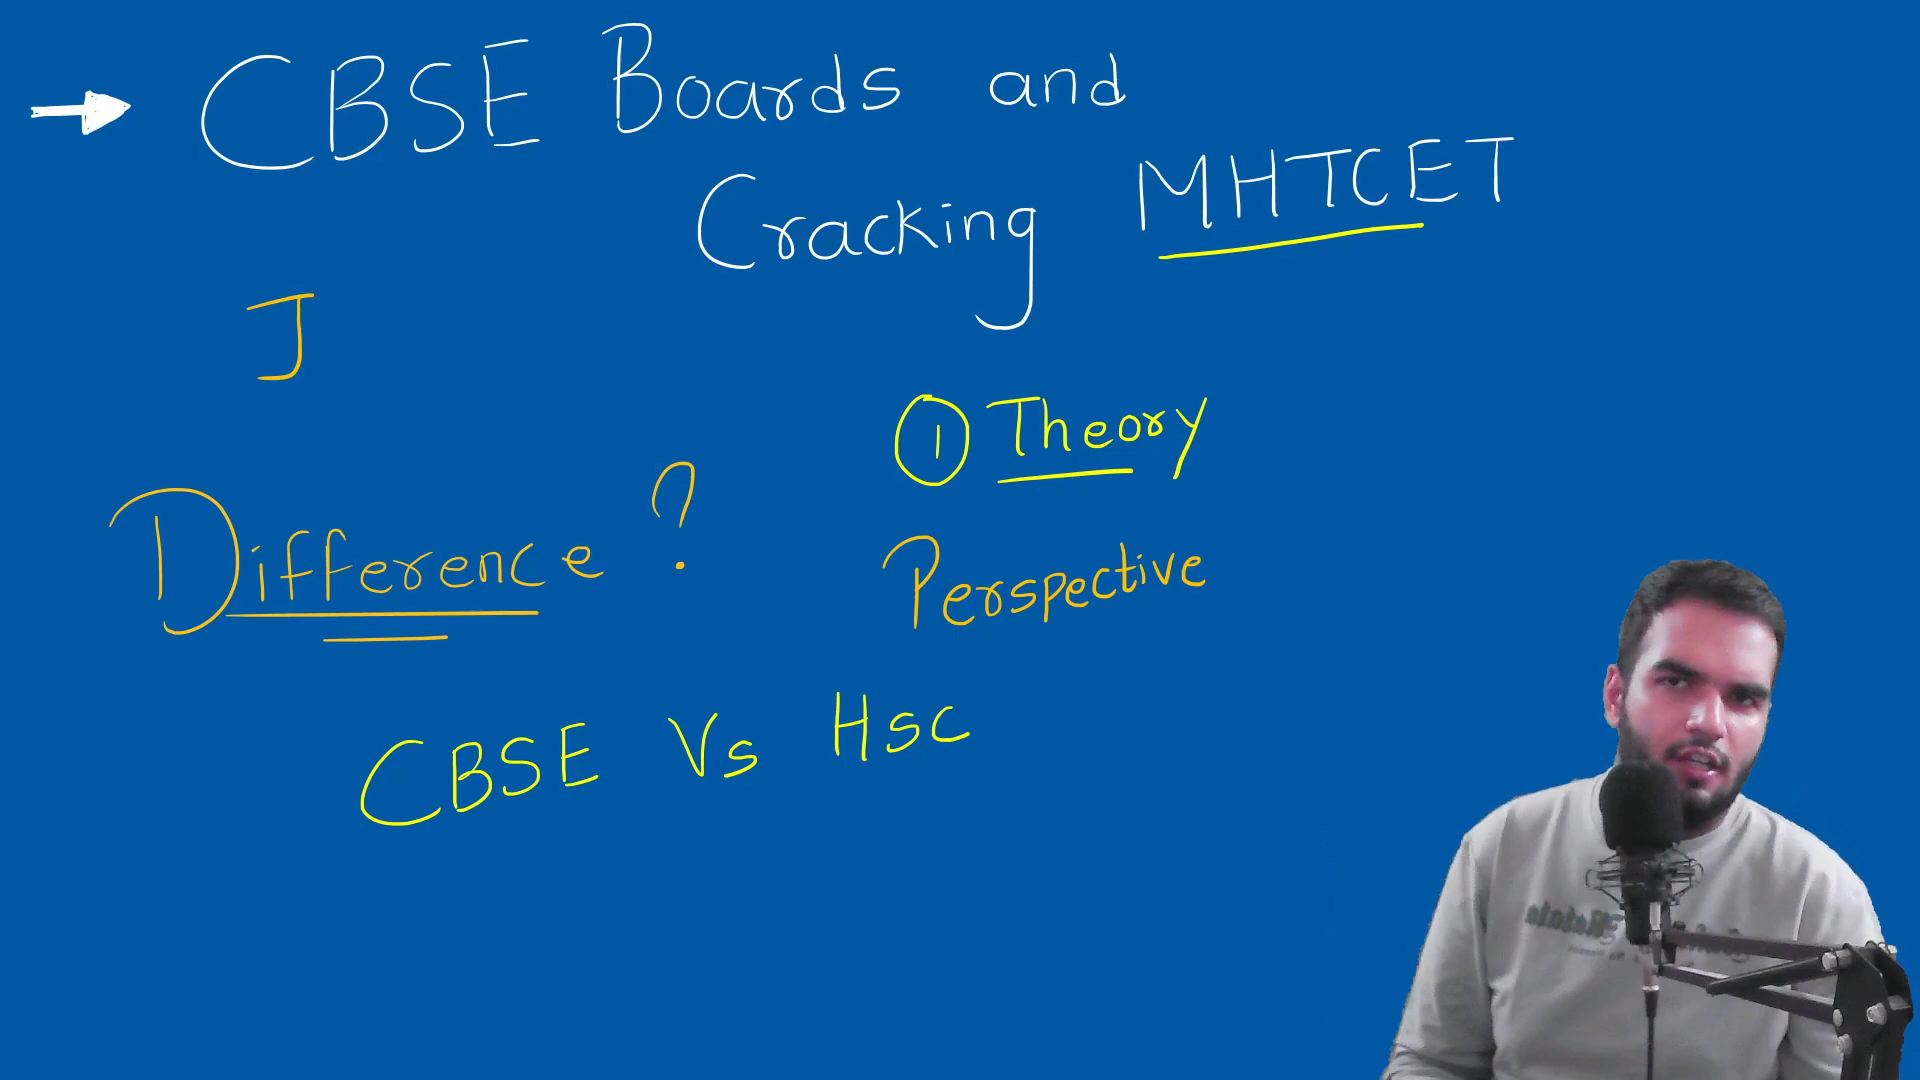 → CBSE Boards and
Cracking MHTCET
J
① Theory
Difference ?
Perspective
CBSE Vs Hsc